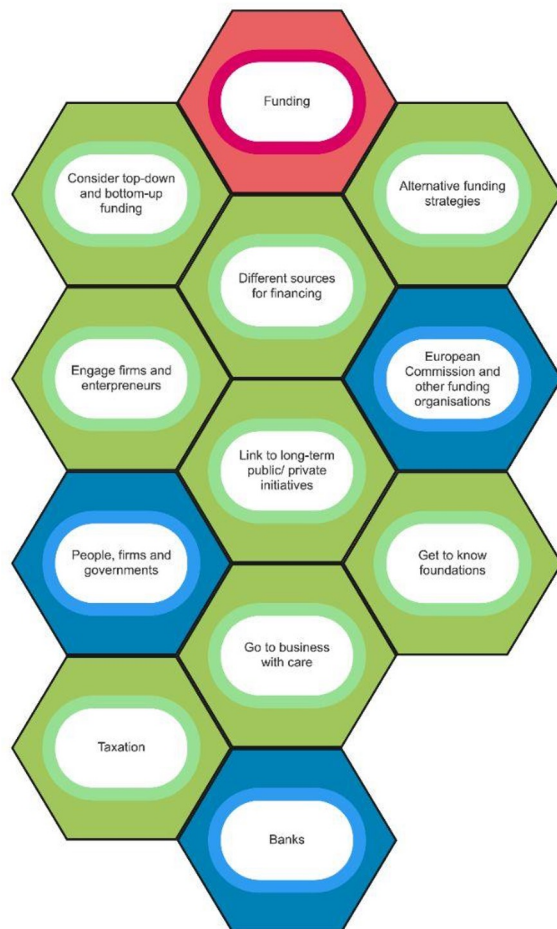 Funding
Consider top-down
and bottom-up
funding
Alternative funding
strategies
Different sources
for financing
Engage firms and
enterpreneurs
European
Commission and
other funding
organisations
Link to long-term
public/ private
initiatives
People, firms and
governments
Get to know
foundations
Go to business
with care
Taxation
Banks